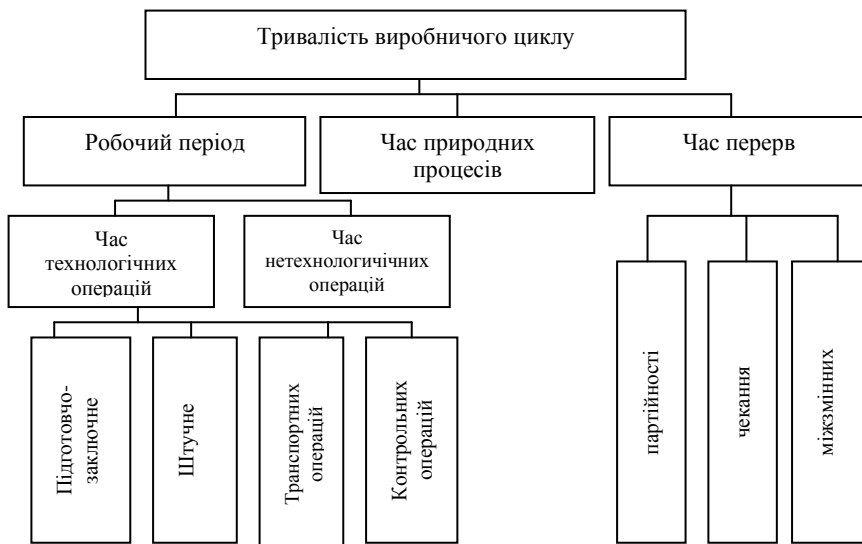 Тривалість виробничого циклу
Робочий період
Час природних
процесів
Час перерв
Час
технологічних
операцій
Час
нетехнологичічних
операцій
Підготовчо-
заключне
Штучне
Транспортних
операцій
Контрольних
операцій
партійності
чекання
міжзмінних